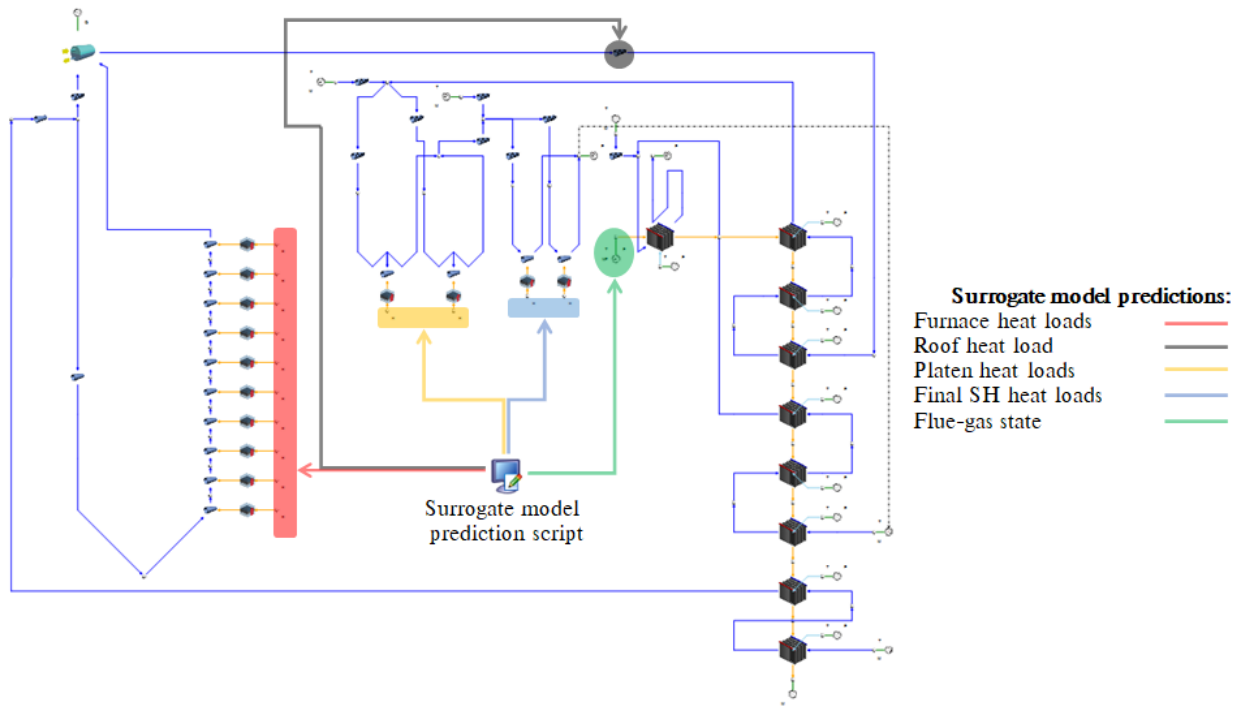 Surrogate model predictions:
Furnace heat loads
Roof heat load
Platen heat loads
Final SH heat loads
Flue-gas state
Surrogate model
prediction script